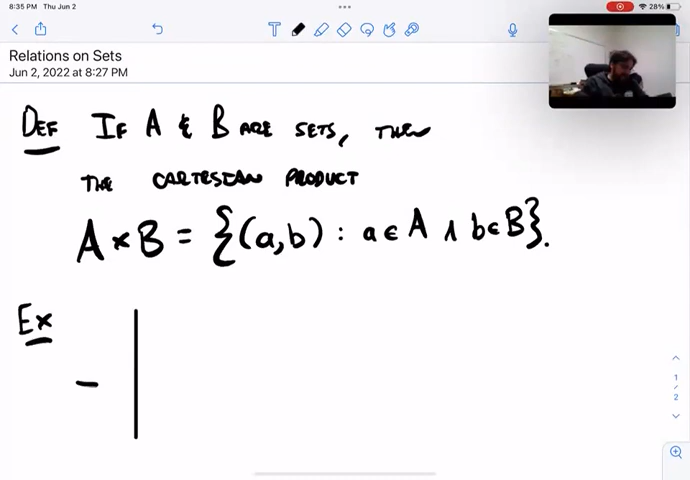 8:35 PM Thu Jun 2
28%
Relations on Sets
Jun 2, 2022 at 8:27 PM
DEF IF A & B ARE SETS, THEN
THE CARTESIAN PRODUCT
A×B = {(a,b) : a∈A ∧ b∈B}.
Ex
1
/
2